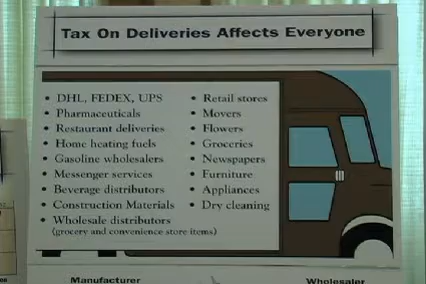 Tax On Deliveries Affects Everyone
• DHL, FEDEX, UPS
• Pharmaceuticals
• Restaurant deliveries
• Home heating fuels
• Gasoline wholesalers
• Messenger services
• Beverage distributors
• Construction Materials
• Wholesale distributors
(grocery and convenience store items)
• Retail stores
• Movers
• Flowers
• Groceries
• Newspapers
• Furniture
• Appliances
• Dry cleaning
Manufacturer
Wholesaler